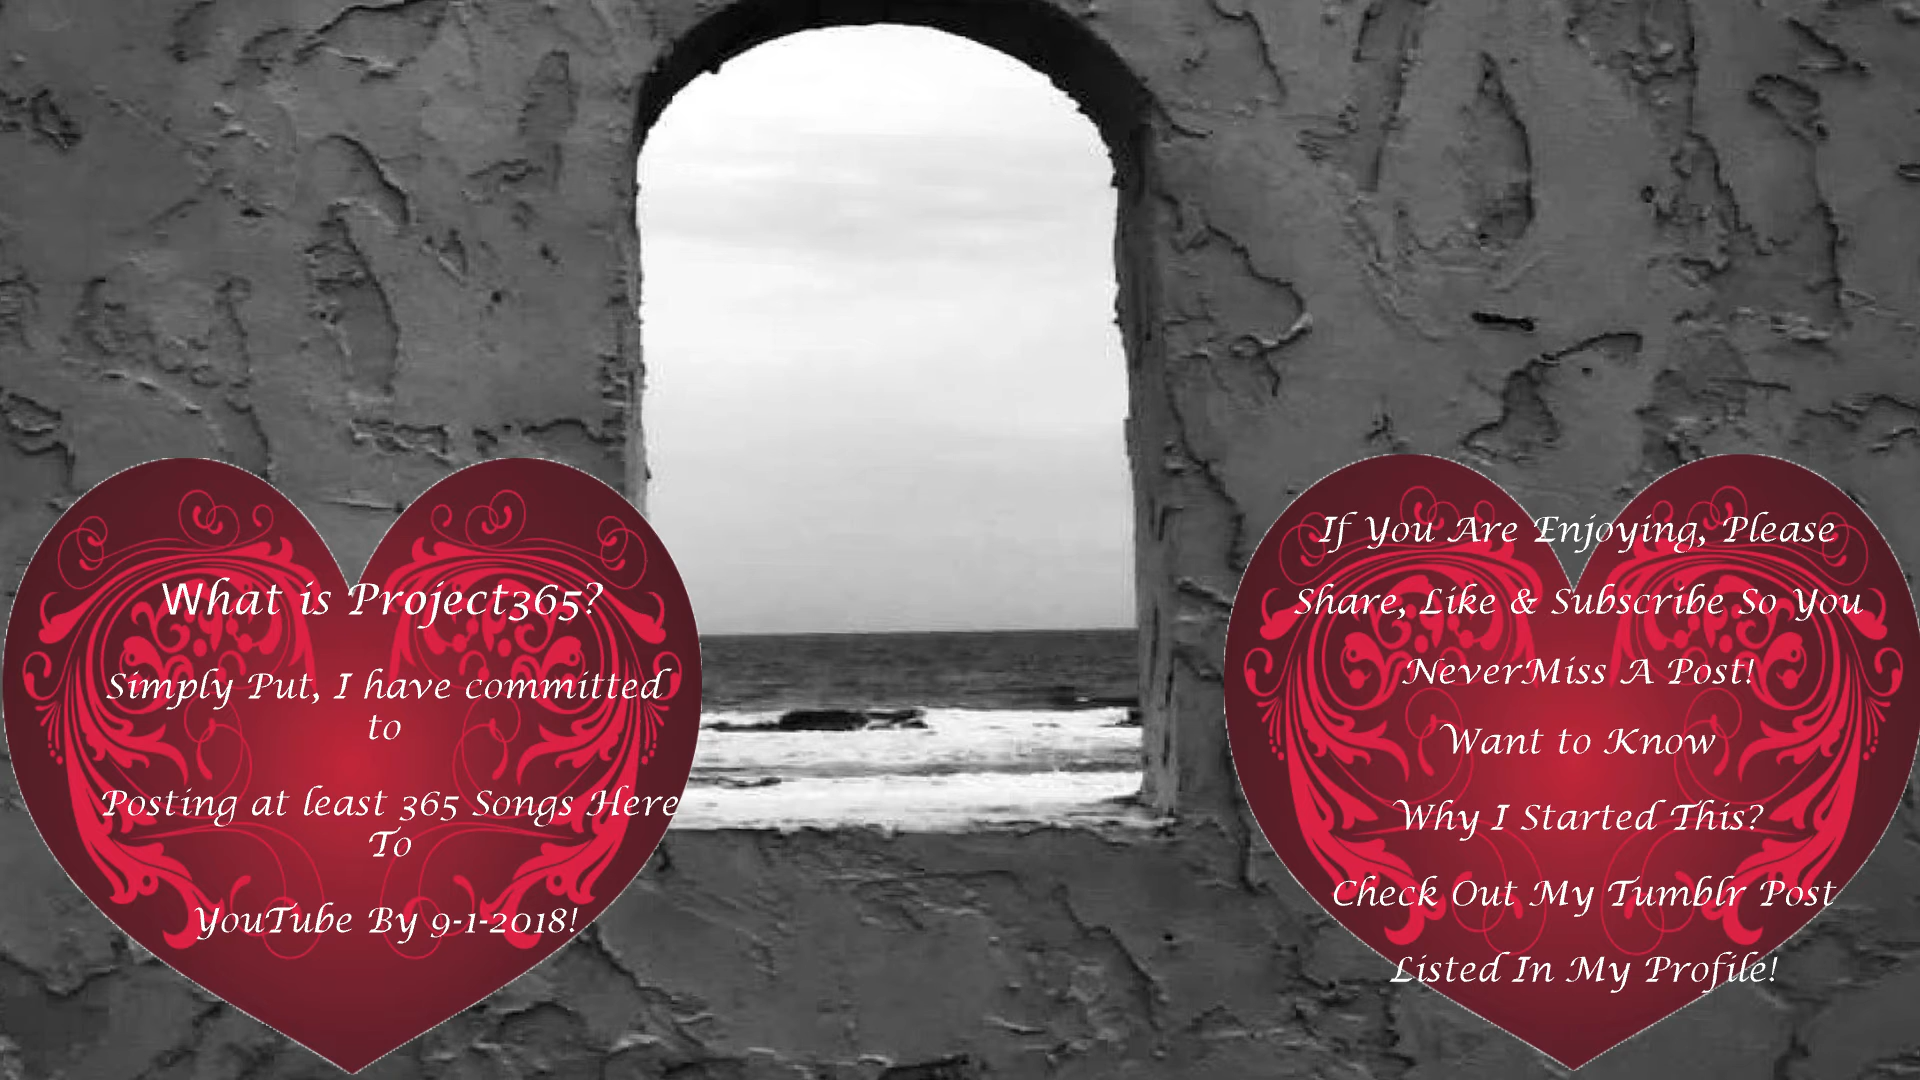 What is Project365?
Simply Put, I have committed
to
Posting at least 365 Songs Here
To
YouTube By 9-1-2018!
If You Are Enjoying, Please
Share, Like & Subscribe So You
NeverMiss A Post!
Want to Know
Why I Started This?
Check Out My Tumblr Post
Listed In My Profile!